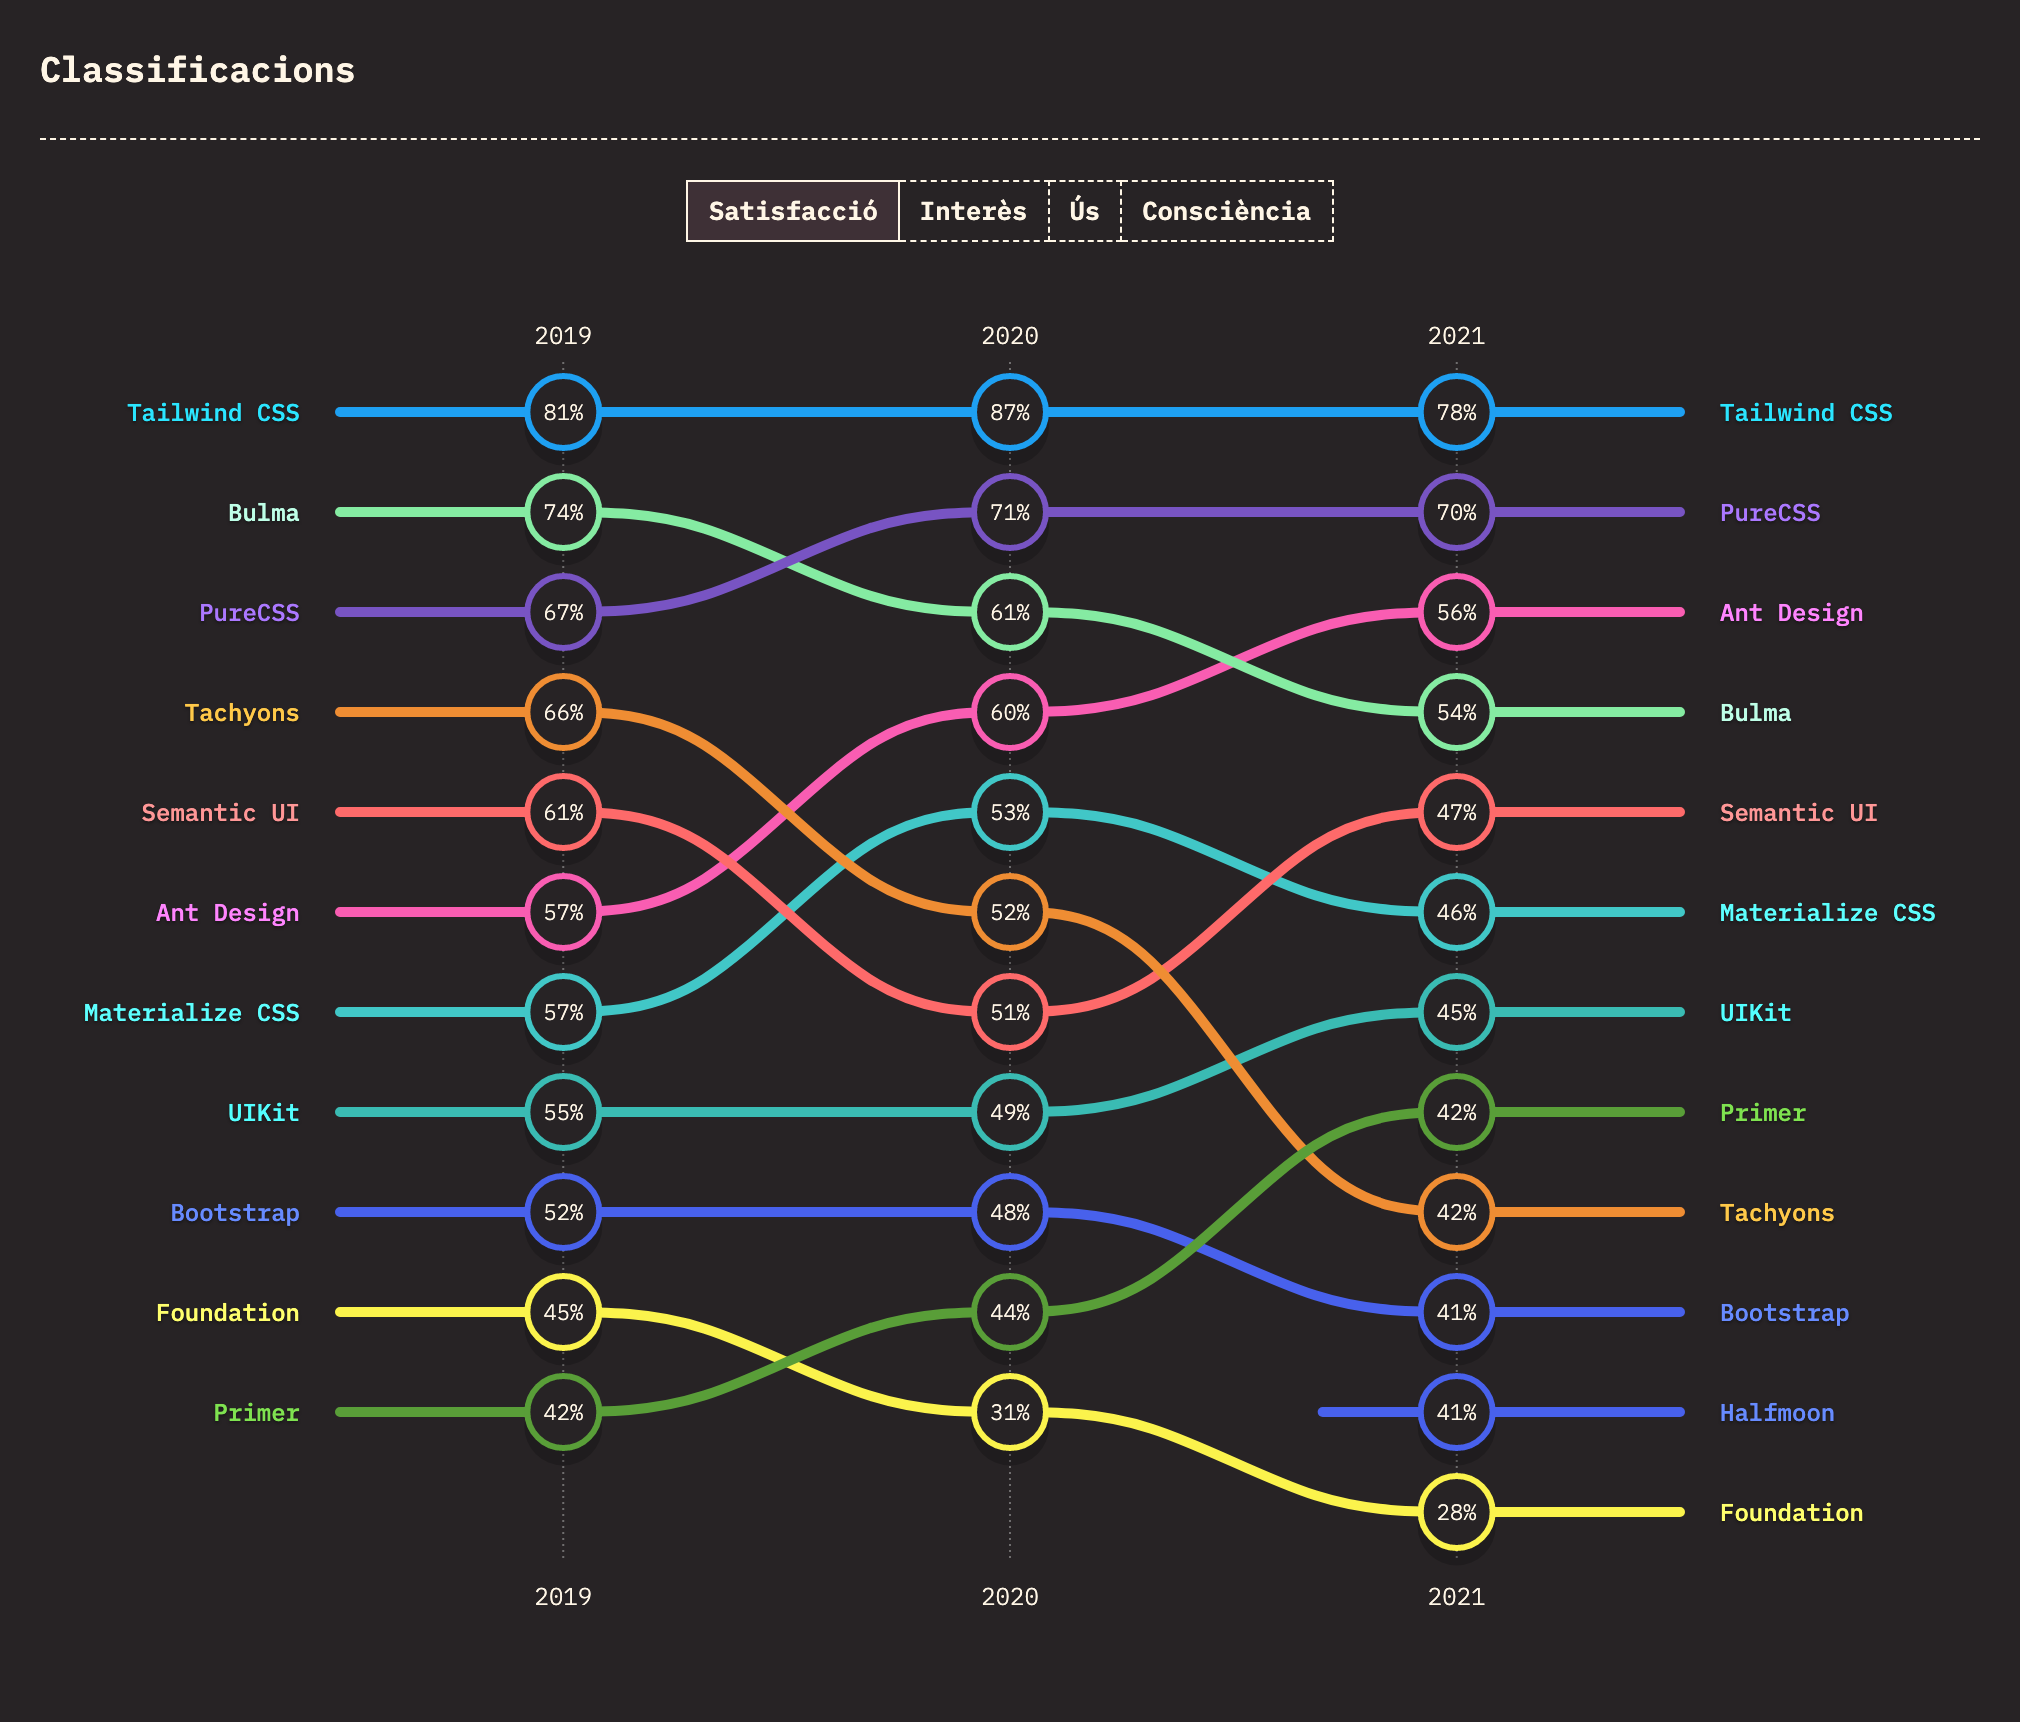 Classificacions
Satisfacció Interès Ús Consciència
2019 2020 2021
Tailwind CSS 81% 87% 78% Tailwind CSS
Bulma 74% 71% 70% PureCSS
PureCSS 67% 61% 56% Ant Design
Tachyons 66% 60% 54% Bulma
Semantic UI 61% 53% 47% Semantic UI
Ant Design 57% 52% 46% Materialize CSS
Materialize CSS 57% 51% 45% UIKit
UIKit 55% 49% 42% Primer
Bootstrap 52% 48% 42% Tachyons
Foundation 45% 44% 41% Bootstrap
Primer 42% 31% 41% Halfmoon
28% Foundation
2019 2020 2021